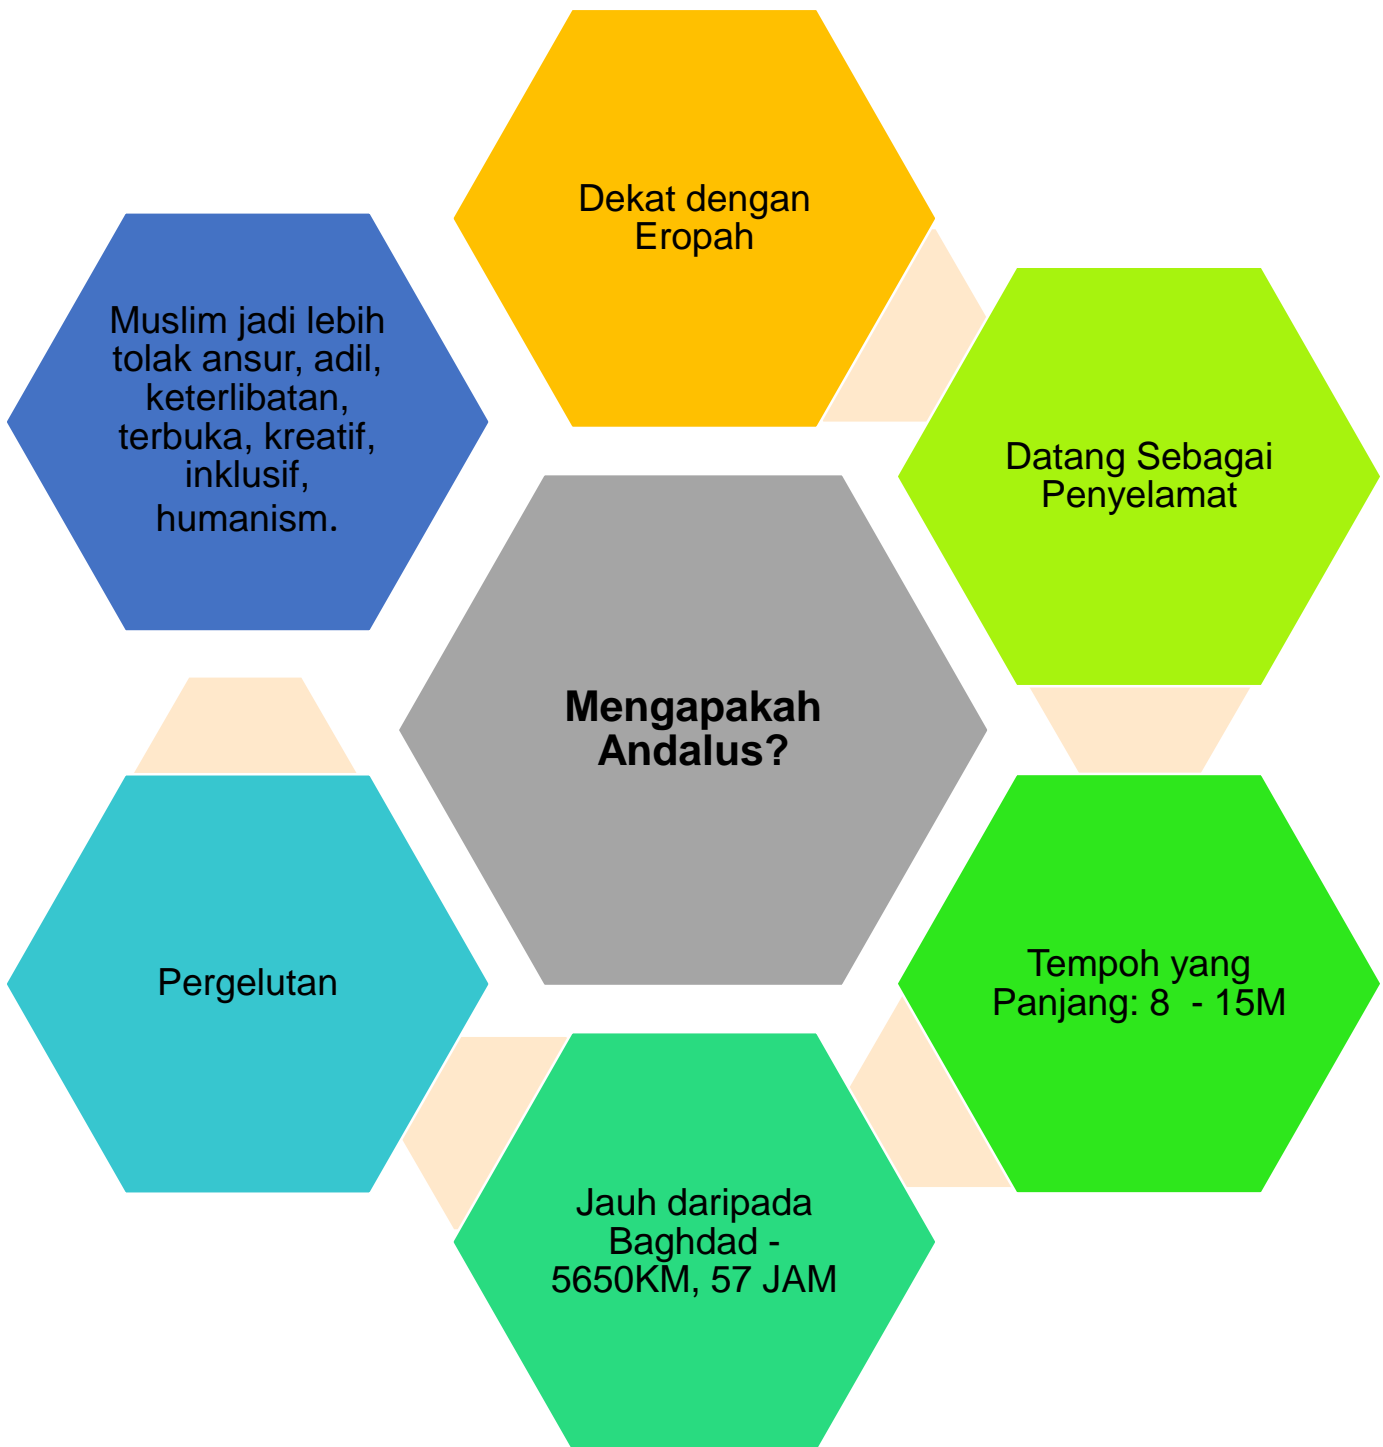 Dekat dengan
Eropah
Datang Sebagai
Penyelamat
Tempoh yang
Panjang: 8  - 15M
Jauh daripada
Baghdad -
5650KM, 57 JAM
Pergelutan
Muslim jadi lebih
tolak ansur, adil,
keterlibatan,
terbuka, kreatif,
inklusif,
humanism.
Mengapakah
Andalus?